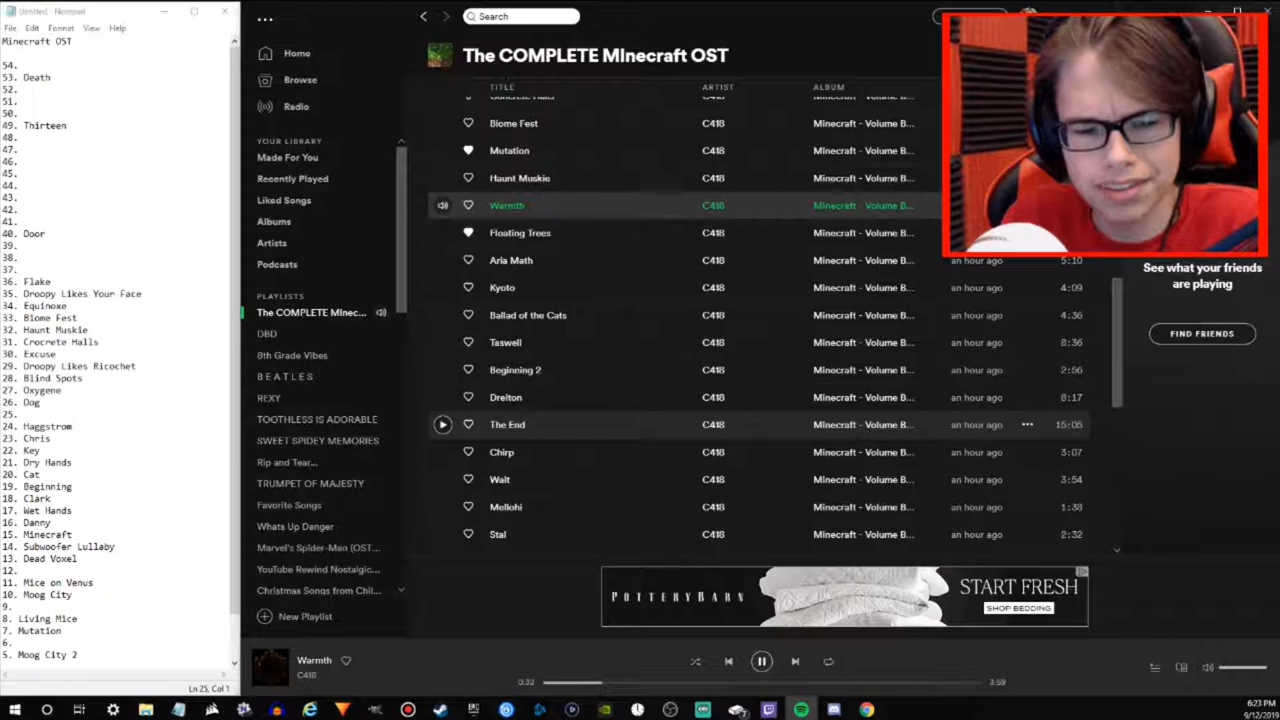 Untitled - Notepad
File Edit Format View Help
Minecraft OST
54.
53. Death
52.
51.
50.
49. Thirteen
48.
47.
46.
45.
44.
43.
42.
41.
40. Door
39.
38.
37.
36. Flake
35. Droopy Likes Your Face
34. Equinoxe
33. Biome Fest
32. Haunt Muskie
31. Crocrete Halls
30. Excuse
29. Droopy Likes Ricochet
28. Blind Spots
27. Oxygene
26. Dog
25.
24. Haggstrom
23. Chris
22. Key
21. Dry Hands
20. Cat
19. Beginning
18. Clark
17. Wet Hands
16. Danny
15. Minecraft
14. Subwoofer Lullaby
13. Dead Voxel
12.
11. Mice on Venus
10. Moog City
9.
8. Living Mice
7. Mutation
6.
5. Moog City 2
Ln 25, Col 1
Search
Home
Browse
Radio
YOUR LIBRARY
Made For You
Recently Played
Liked Songs
Albums
Artists
Podcasts
PLAYLISTS
The COMPLETE MInec...
DBD
8th Grade Vibes
B E A T L E S
REXY
TOOTHLESS IS ADORABLE
SWEET SPIDEY MEMORIES
Rip and Tear...
TRUMPET OF MAJESTY
Favorite Songs
Whats Up Danger
Marvel's Spider-Man (OST...
YouTube Rewind Nostalgic...
Christmas Songs from Chil...
New Playlist
The COMPLETE MInecraft OST
TITLE ARTIST ALBUM
Concrete Halls
Biome Fest C418 Minecraft - Volume B...
Mutation C418 Minecraft - Volume B...
Haunt Muskie C418 Minecraft - Volume B...
Warmth C418 Minecraft - Volume B...
Floating Trees C418 Minecraft - Volume B...
Aria Math C418 Minecraft - Volume B... an hour ago 5:10
Kyoto C418 Minecraft - Volume B... an hour ago 4:09
Ballad of the Cats C418 Minecraft - Volume B... an hour ago 4:36
Taswell C418 Minecraft - Volume B... an hour ago 8:36
Beginning 2 C418 Minecraft - Volume B... an hour ago 2:56
Dreiton C418 Minecraft - Volume B... an hour ago 8:17
The End C418 Minecraft - Volume B... an hour ago 15:05
Chirp C418 Minecraft - Volume B... an hour ago 3:07
Wait C418 Minecraft - Volume B... an hour ago 3:54
Mellohi C418 Minecraft - Volume B... an hour ago 1:38
Stal C418 Minecraft - Volume B... an hour ago 2:32
See what your friends
are playing
FIND FRIENDS
POTTERYBARN
START FRESH
SHOP BEDDING
Warmth
C418
0:33
3:59
6:23 PM
9/12/2019